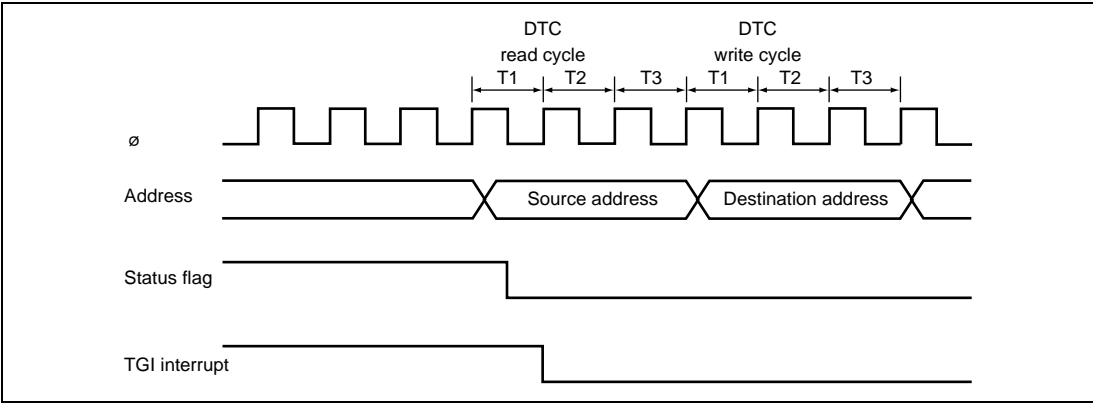 DTC DTC
read cycle write cycle
T1 T2 T3 T1 T2 T3
ø
Address Source address Destination address
Status flag
TGI interrupt